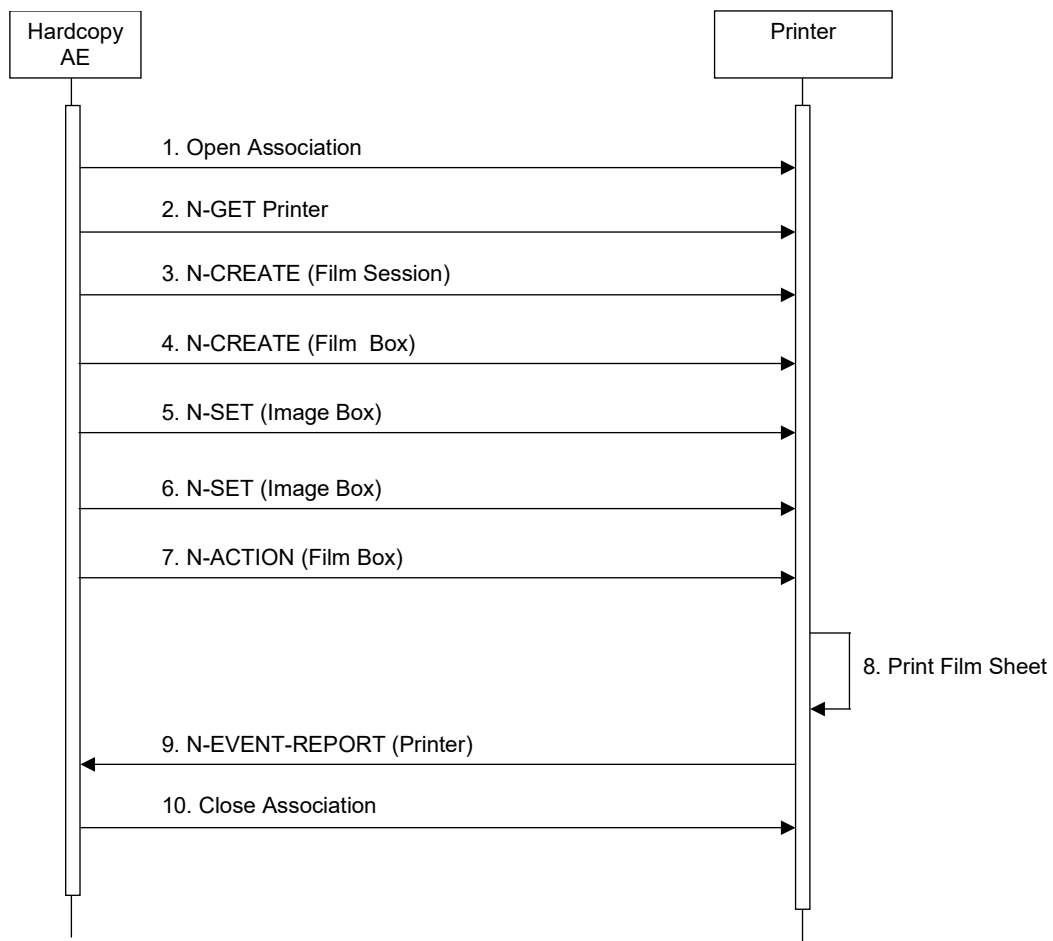 Hardcopy
AE
Printer
1. Open Association
2. N-GET Printer
3. N-CREATE (Film Session)
4. N-CREATE (Film  Box)
5. N-SET (Image Box)
6. N-SET (Image Box)
7. N-ACTION (Film Box)
8. Print Film Sheet
9. N-EVENT-REPORT (Printer)
10. Close Association